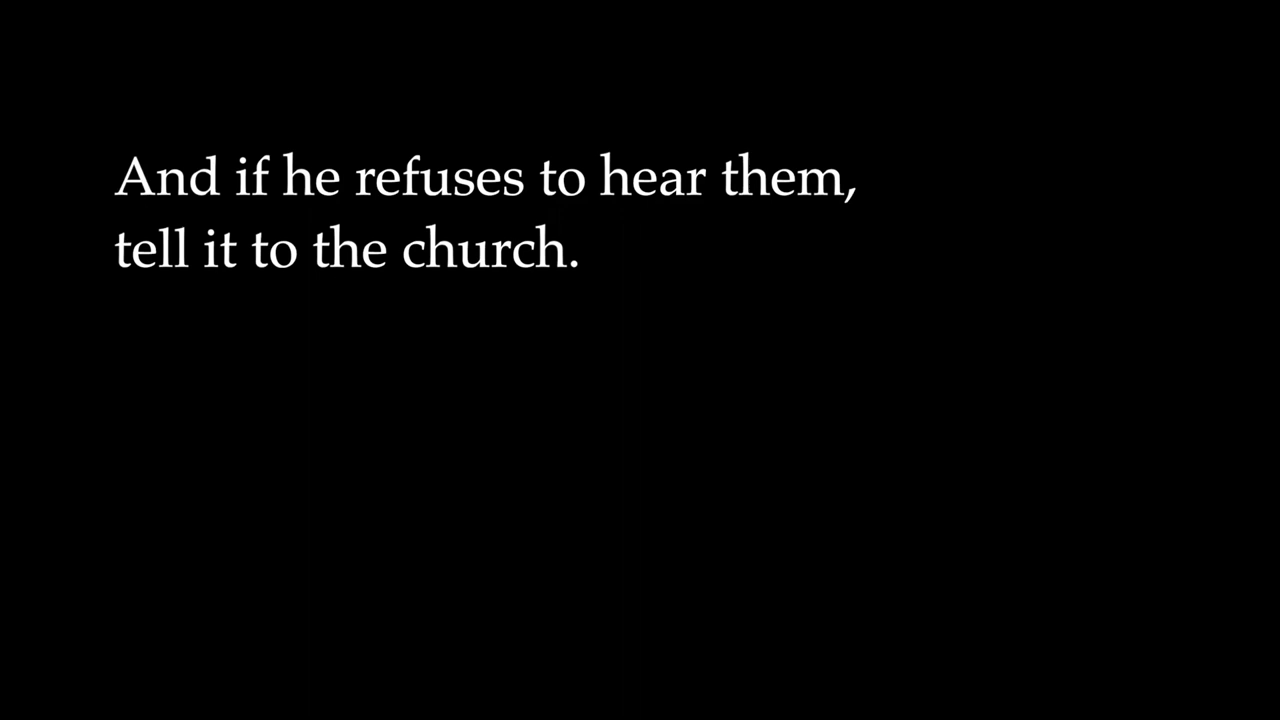 And if he refuses to hear them,
tell it to the church.